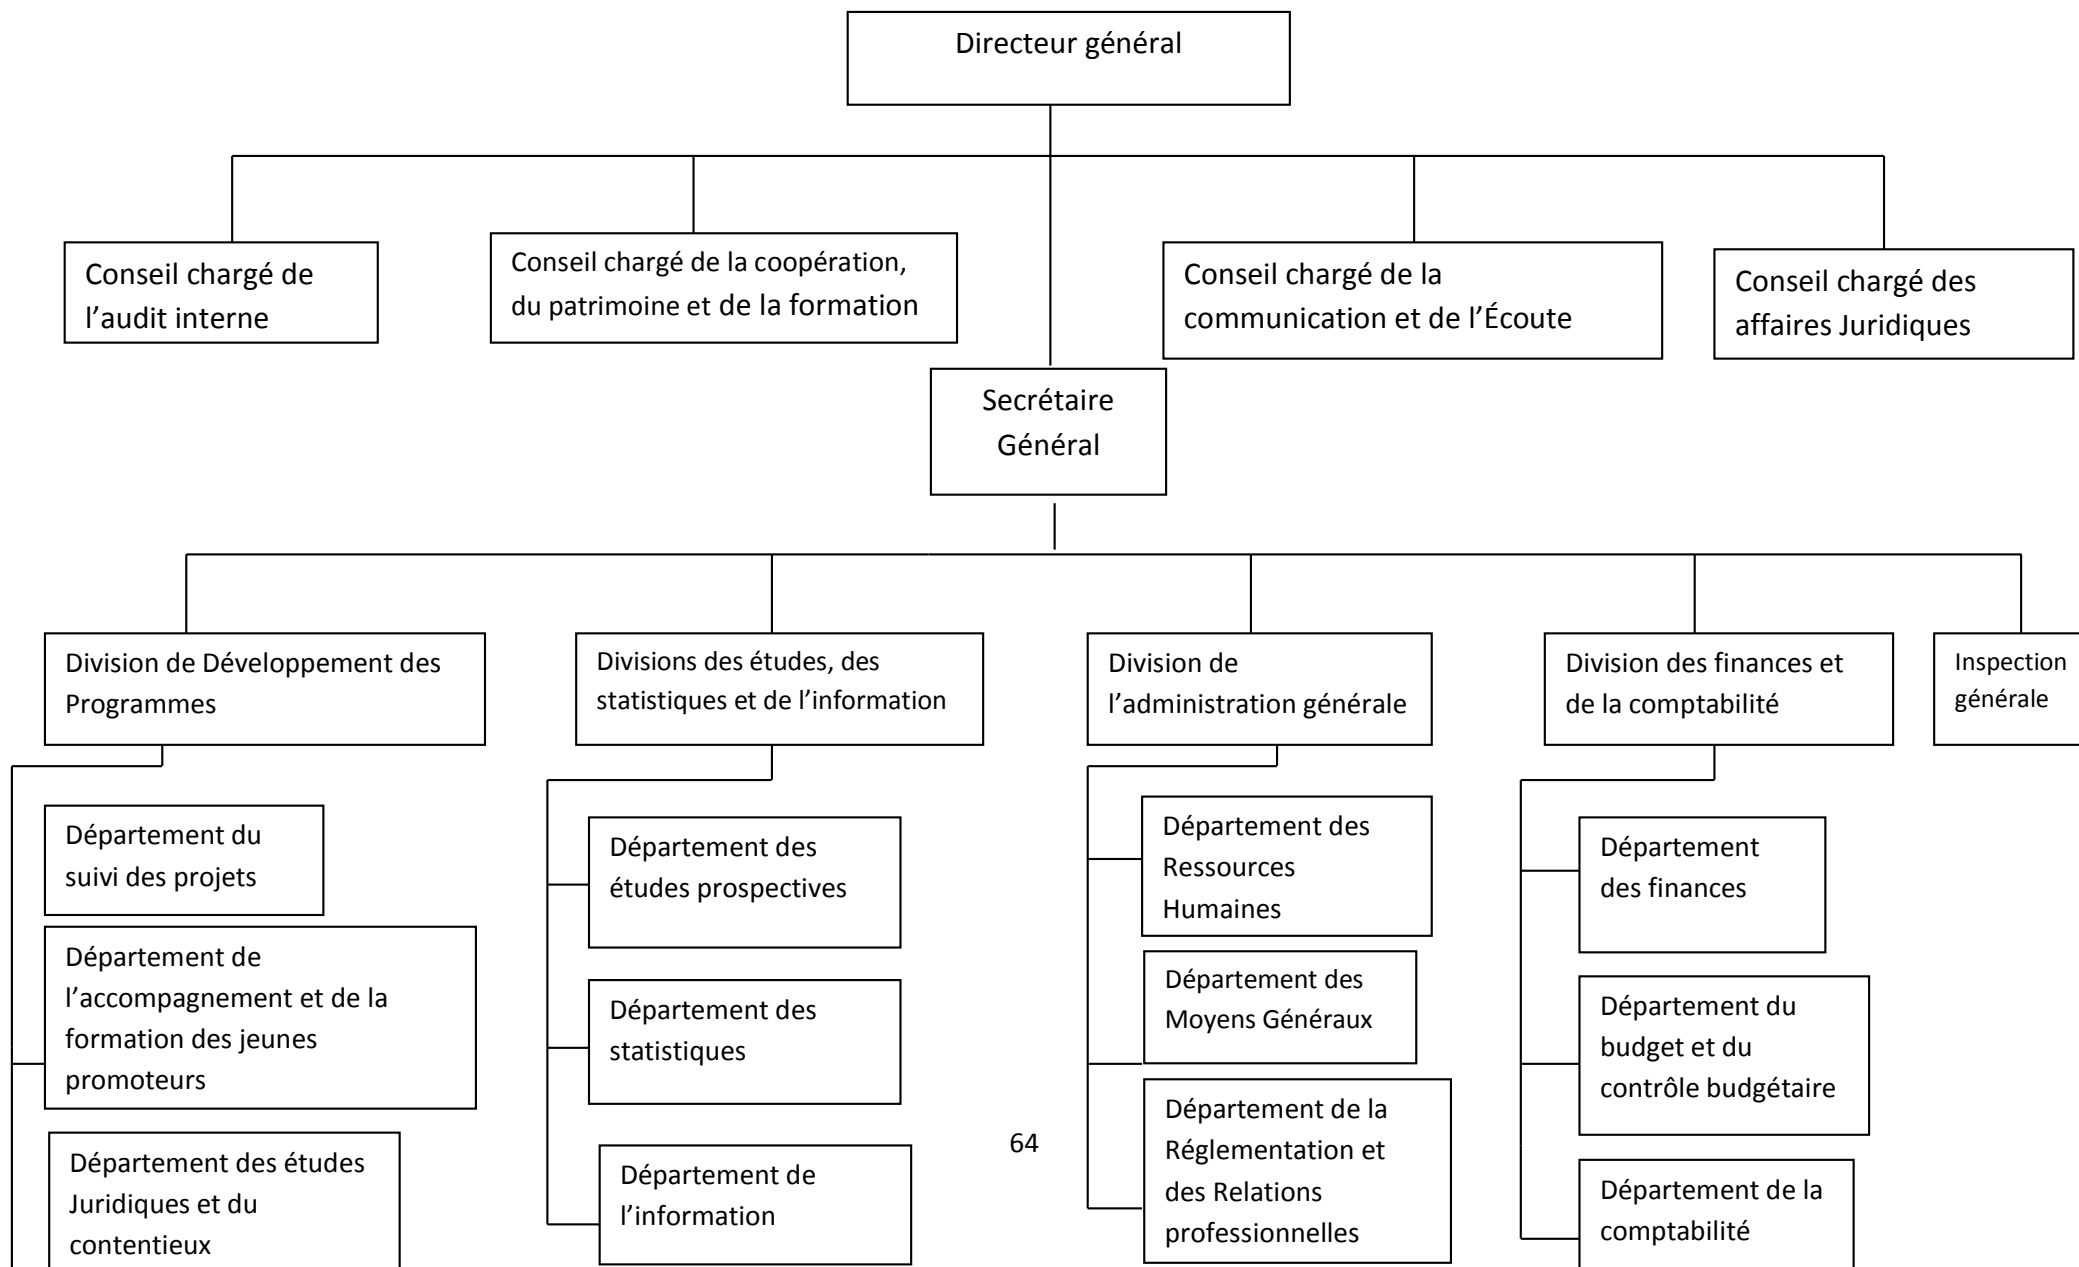 Directeur général
Conseil chargé de
l’audit interne
Conseil chargé de la coopération,
du patrimoine et de la formation
Conseil chargé de la
communication et de l’Écoute
Conseil chargé des
affaires Juridiques
Secrétaire
Général
Division de Développement des
Programmes
Divisions des études, des
statistiques et de l’information
Division de
l’administration générale
Division des finances et
de la comptabilité
Inspection
générale
Département du
suivi des projets
Département de
l’accompagnement et de la
formation des jeunes
promoteurs
Département des études
Juridiques et du
contentieux
Département des
études prospectives
Département des
statistiques
Département de
l’information
Département des
Ressources
Humaines
Département des
Moyens Généraux
Département de la
Réglementation et
des Relations
professionnelles
Département
des finances
Département du
budget et du
contrôle budgétaire
Département de la
comptabilité
64